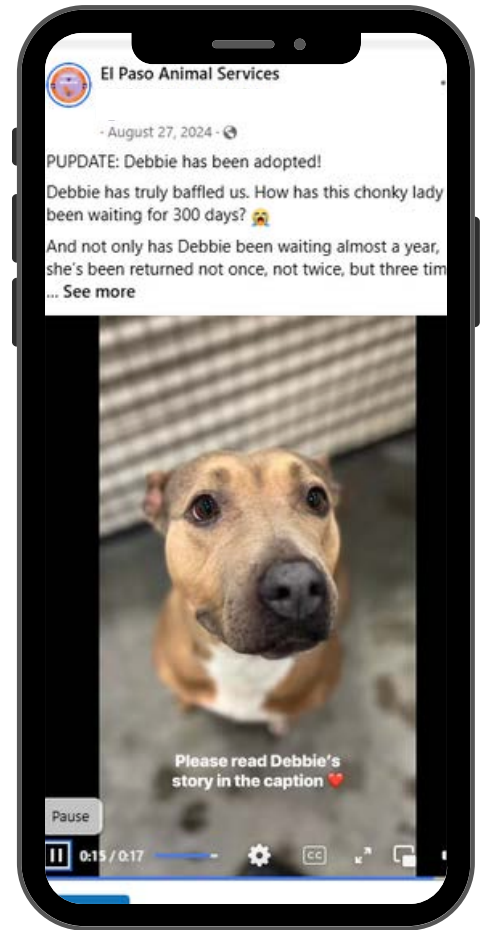 El Paso Animal Services
· August 27, 2024 ·
PUPDATE: Debbie has been adopted!
Debbie has truly baffled us. How has this chonky lady
been waiting for 300 days? 😭
And not only has Debbie been waiting almost a year,
she's been returned not once, not twice, but three tim
... See more
Please read Debbie's
story in the caption ❤️
Pause
0:15 / 0:17
CC